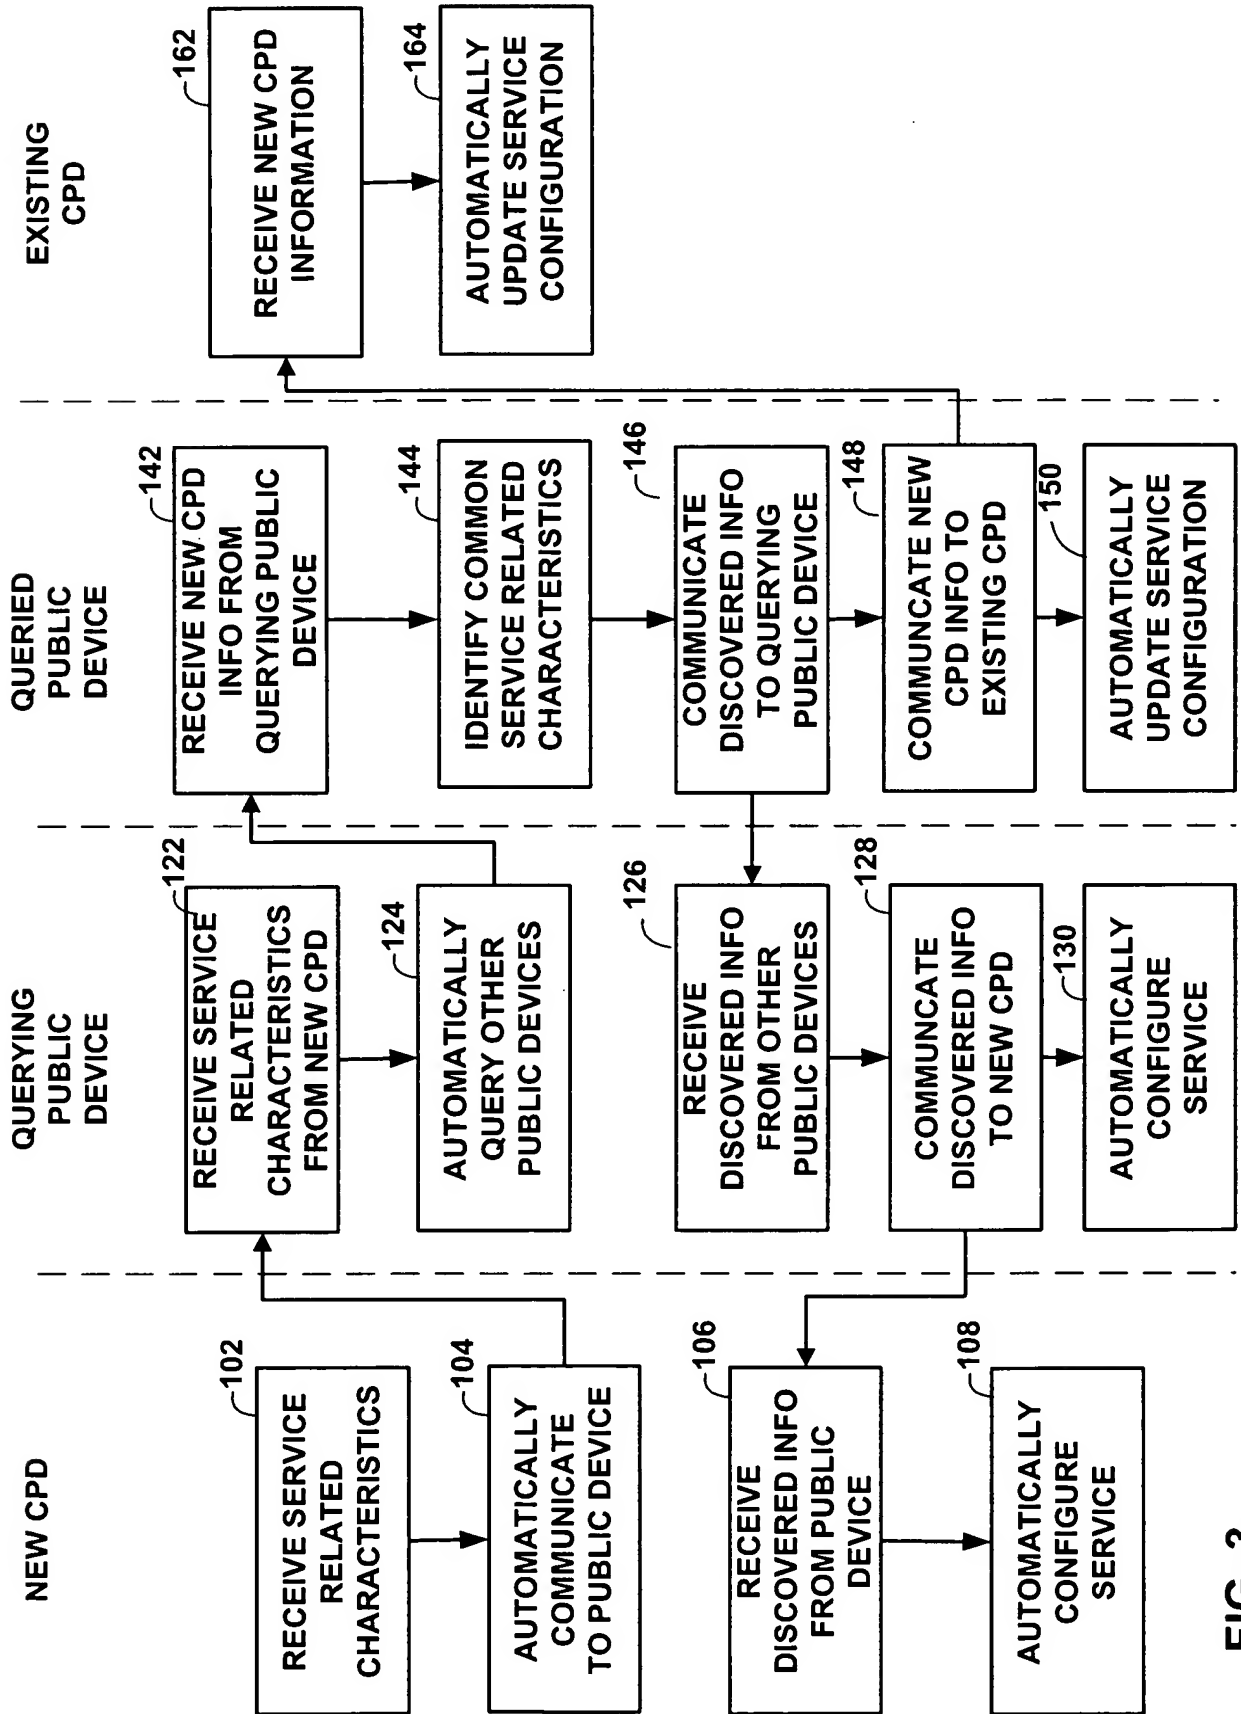 NEW CPD
102
RECEIVE SERVICE
RELATED
CHARACTERISTICS
104
AUTOMATICALLY
COMMUNICATE
TO PUBLIC DEVICE
106
RECEIVE
DISCOVERED INFO
FROM PUBLIC
DEVICE
108
AUTOMATICALLY
CONFIGURE
SERVICE
QUERYING
PUBLIC
DEVICE
122
RECEIVE SERVICE
RELATED
CHARACTERISTICS
FROM NEW CPD
124
AUTOMATICALLY
QUERY OTHER
PUBLIC DEVICES
126
RECEIVE
DISCOVERED INFO
FROM OTHER
PUBLIC DEVICES
128
COMMUNCATE
DISCOVERED INFO
TO NEW CPD
130
AUTOMATICALLY
CONFIGURE
SERVICE
QUERIED
PUBLIC
DEVICE
142
RECEIVE NEW CPD
INFO FROM
QUERYING PUBLIC
DEVICE
144
IDENTIFY COMMON
SERVICE RELATED
CHARACTERISTICS
146
COMMUNICATE
DISCOVERED INFO
TO QUERYING
PUBLIC DEVICE
148
COMMUNCATE NEW
CPD INFO TO
EXISTING CPD
150
AUTOMATICALLY
UPDATE SERVICE
CONFIGURATION
EXISTING
CPD
162
RECEIVE NEW CPD
INFORMATION
164
AUTOMATICALLY
UPDATE SERVICE
CONFIGURATION
FIG.